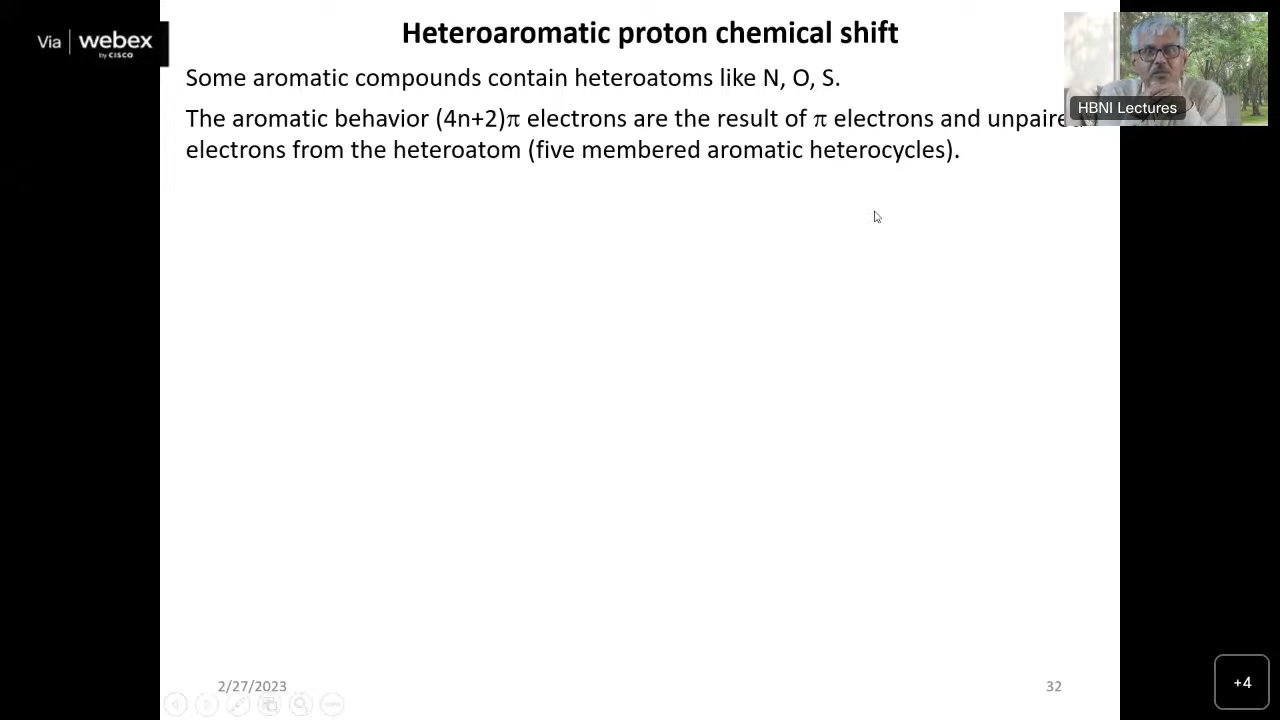 Via webex
by CISCO
Heteroaromatic proton chemical shift
HBNI Lectures
Some aromatic compounds contain heteroatoms like N, O, S.
The aromatic behavior (4n+2)π electrons are the result of π electrons and
electrons from the heteroatom (five membered aromatic heterocycles).
2/27/2023
32
+4